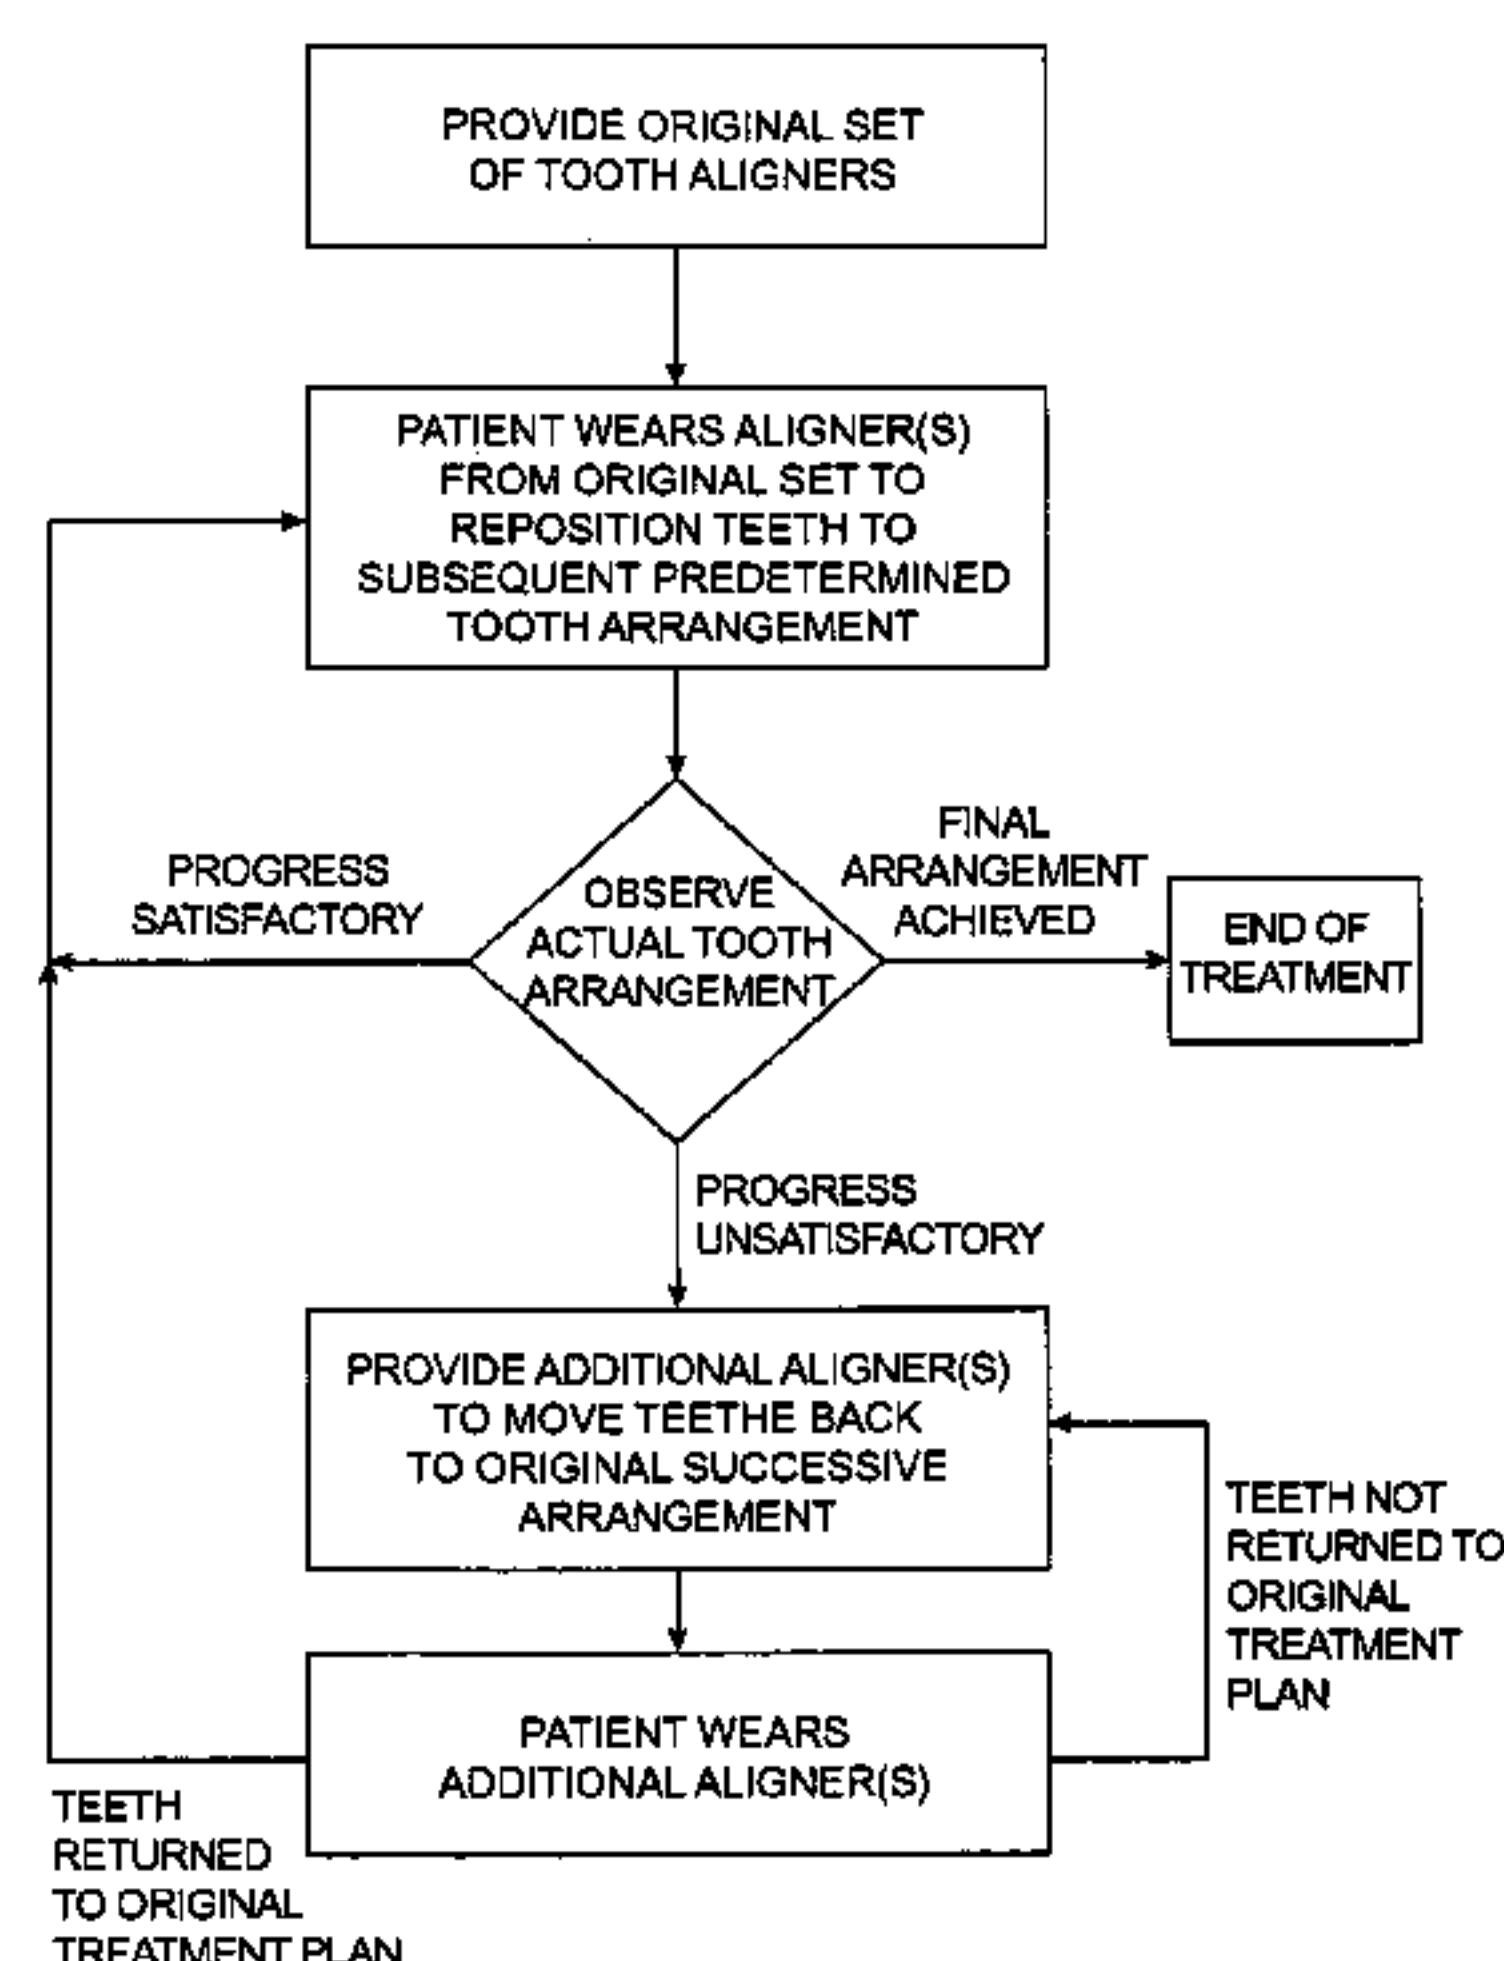 PROVIDE ORIGINAL SET
OF TOOTH ALIGNERS
PATIENT WEARS ALIGNER(S)
FROM ORIGINAL SET TO
REPOSITION TEETH TO
SUBSEQUENT PREDETERMINED
TOOTH ARRANGEMENT
PROGRESS
SATISFACTORY
OBSERVE
ACTUAL TOOTH
ARRANGEMENT
FINAL
ARRANGEMENT
ACHIEVED
END OF
TREATMENT
PROGRESS
UNSATISFACTORY
PROVIDE ADDITIONAL ALIGNER(S)
TO MOVE TEETHE BACK
TO ORIGINAL SUCCESSIVE
ARRANGEMENT
TEETH NOT
RETURNED TO
ORIGINAL
TREATMENT
PLAN
PATIENT WEARS
ADDITIONAL ALIGNER(S)
TEETH
RETURNED
TO ORIGINAL
TREATMENT PLAN